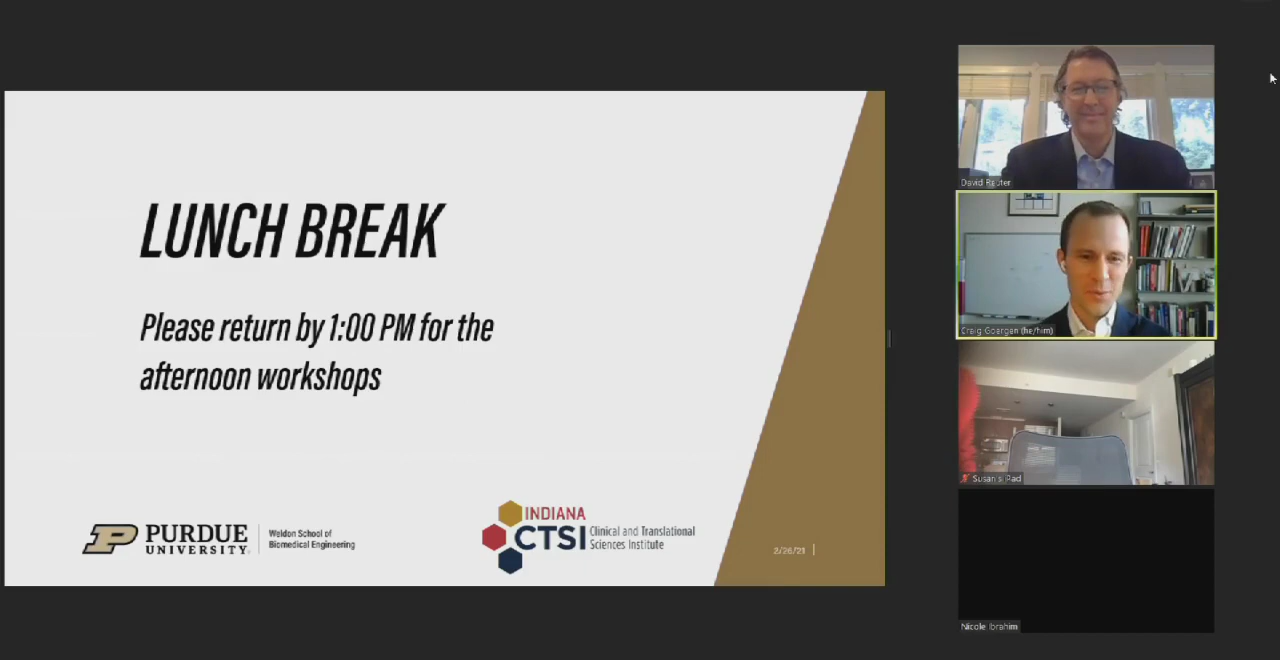 LUNCH BREAK
Please return by 1:00 PM for the
afternoon workshops
PURDUE
UNIVERSITY
Weldon School of
Biomedical Engineering
INDIANA
CTSI
Clinical and Translational
Sciences Institute
2/26/21
David Reuter
Craig Goergen (he/him)
Susan's iPad
Nicole Ibrahim